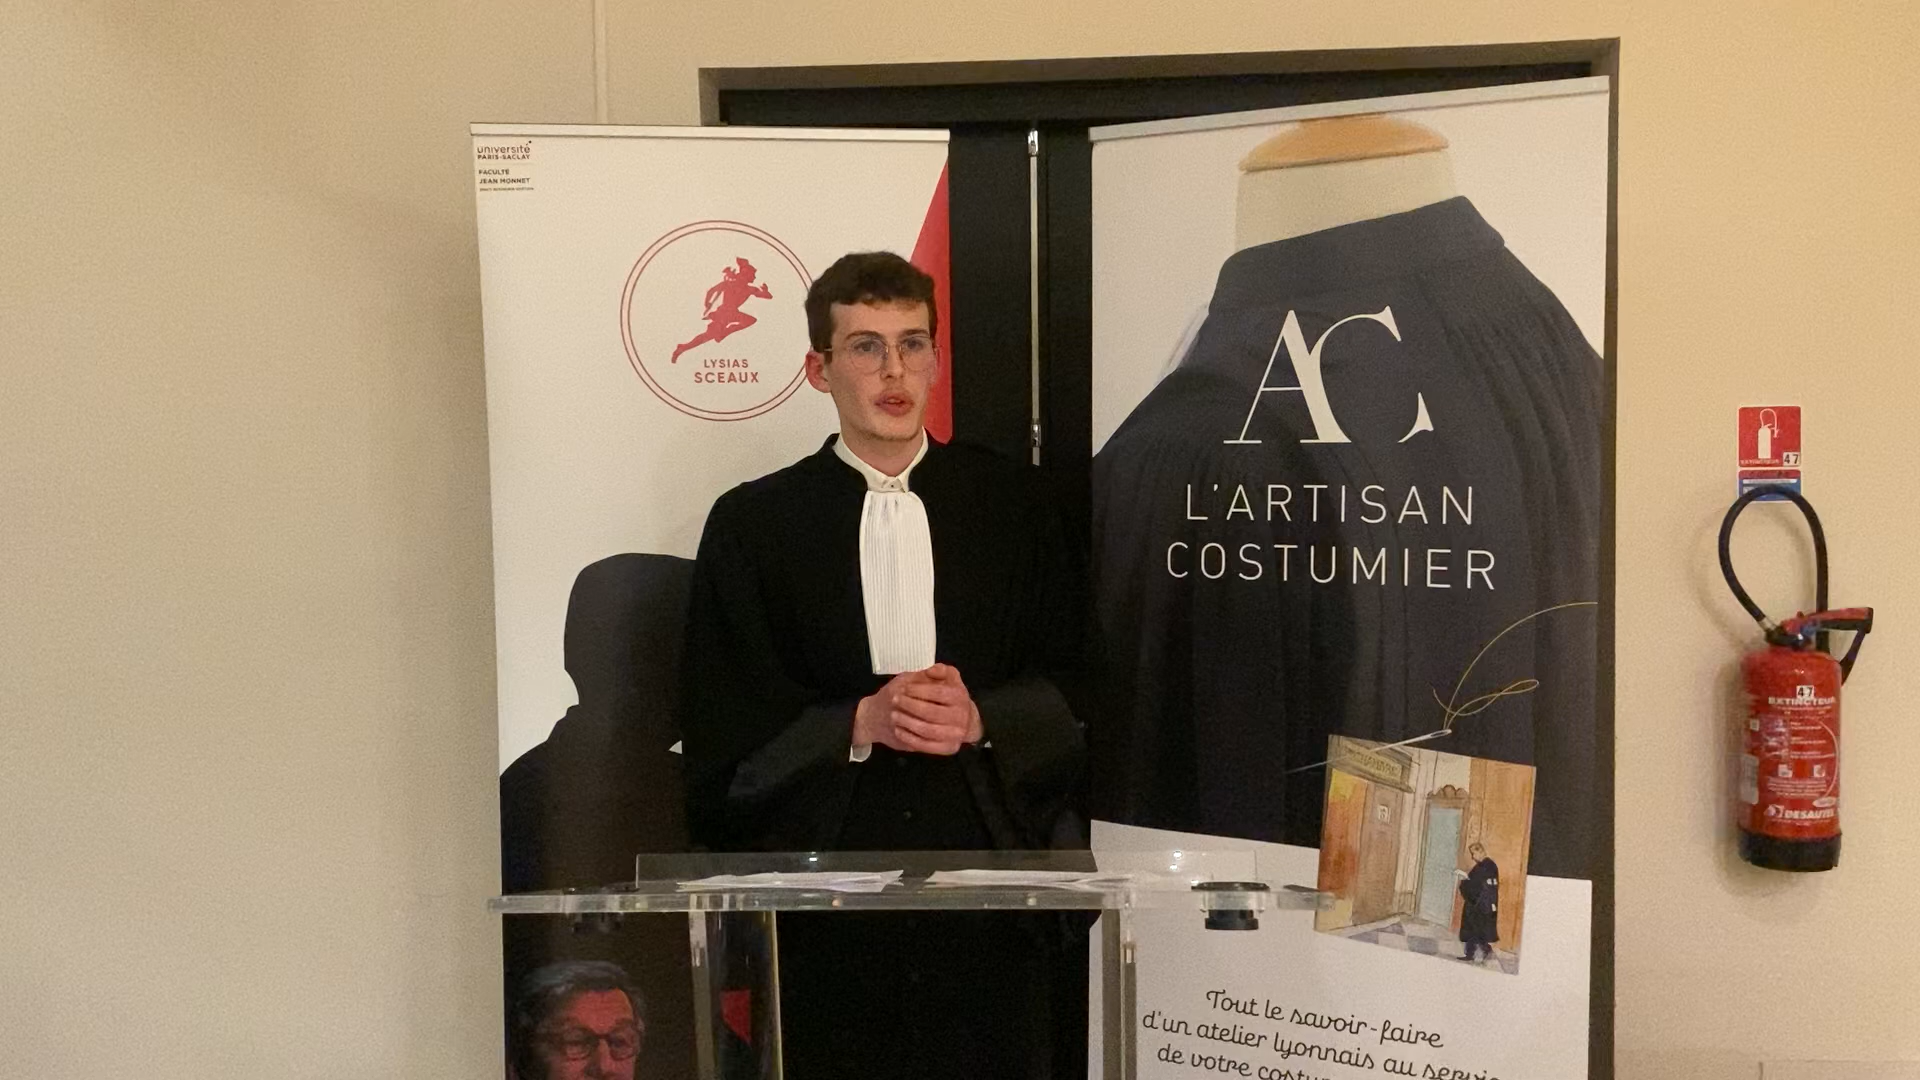 université
PARIS-SACLAY
FACULTÉ
JEAN MONNET
LYSIAS
SCEAUX
AC
L'ARTISAN
COSTUMIER
Tout le savoir-faire
d'un atelier lyonnais au
de votre
47
47
EXTINCTEUR
DESAUTEL